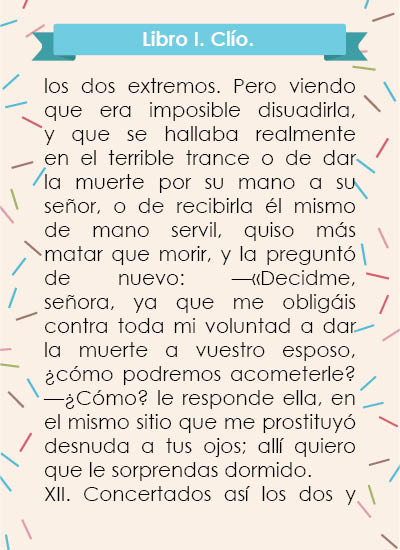 Libro I. Clío.
los dos extremos. Pero viendo
que era imposible disuadirla,
y que se hallaba realmente
en el terrible trance o de dar
la muerte por su mano a su
señor, o de recibirla él mismo
de mano servil, quiso más
matar que morir, y la preguntó
de nuevo: —«Decidme,
señora, ya que me obligáis
contra toda mi voluntad a dar
la muerte a vuestro esposo,
¿cómo podremos acometerle?
—¿Cómo? le responde ella, en
el mismo sitio que me prostituyó
desnuda a tus ojos; allí quiero
que le sorprendas dormido.
XII. Concertados así los dos y